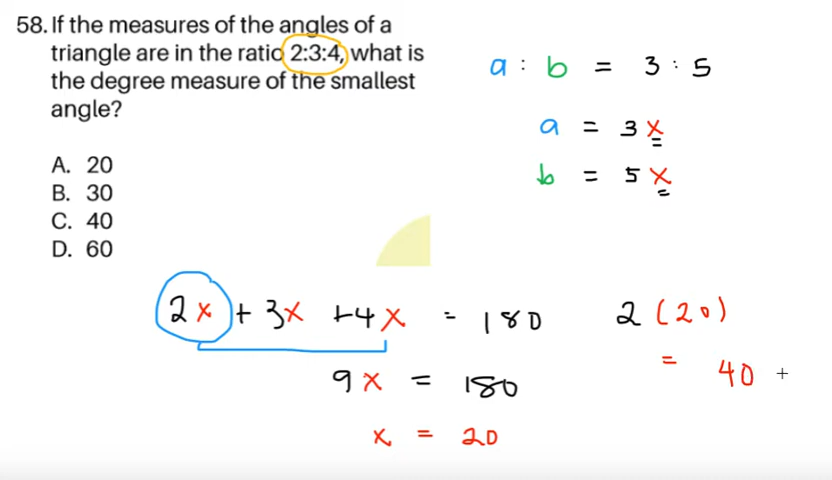 58. If the measures of the angles of a
triangle are in the ratio 2:3:4, what is
the degree measure of the smallest
angle?
A. 20
B. 30
C. 40
D. 60
a : b = 3 : 5
a = 3x
b = 5x
2x + 3x + 4x = 180
9x = 180
x = 20
2 (20)
= 40